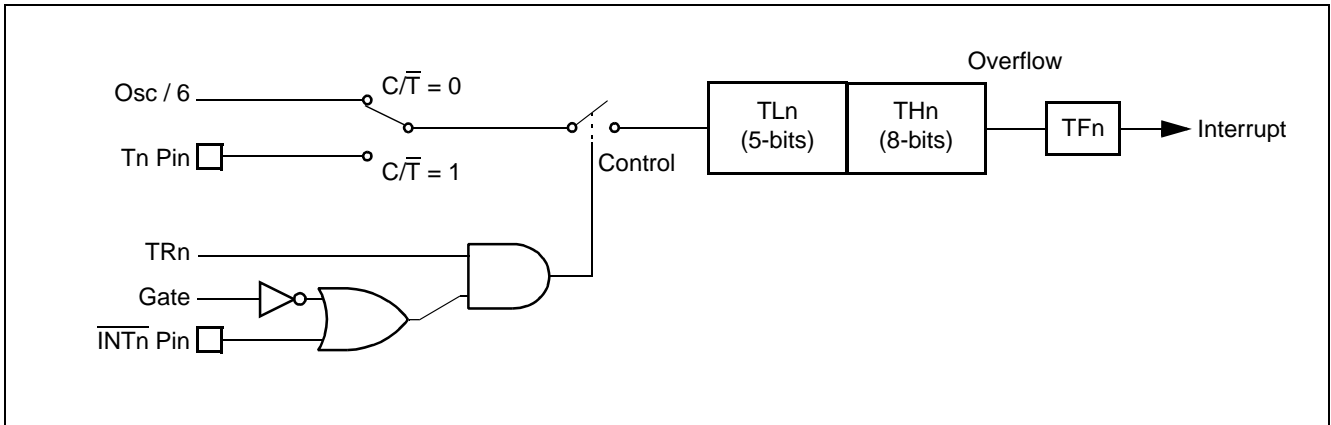 Overflow
Osc / 6
C/T̅ = 0
TLn
(5-bits)
THn
(8-bits)
TFn
Interrupt
Tn Pin
C/T̅ = 1
Control
TRn
Gate
I̅N̅T̅n̅ Pin